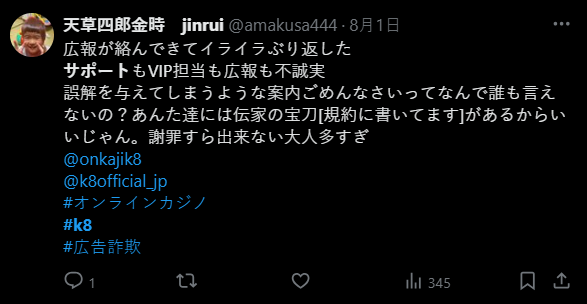 天草四郎金時　jinrui @amakusa444・8月1日
広報が絡んできてイライラぶり返した
サポートもVIP担当も広報も不誠実
誤解を与えてしまうような案内ごめんなさいってなんで誰も言え
ないの？あんた達には伝家の宝刀[規約に書いてます]があるからい
いじゃん。謝罪すら出来ない大人多すぎ
@onkajik8
@k8official_jp
#オンラインカジノ
#k8
#広告詐欺
1 345